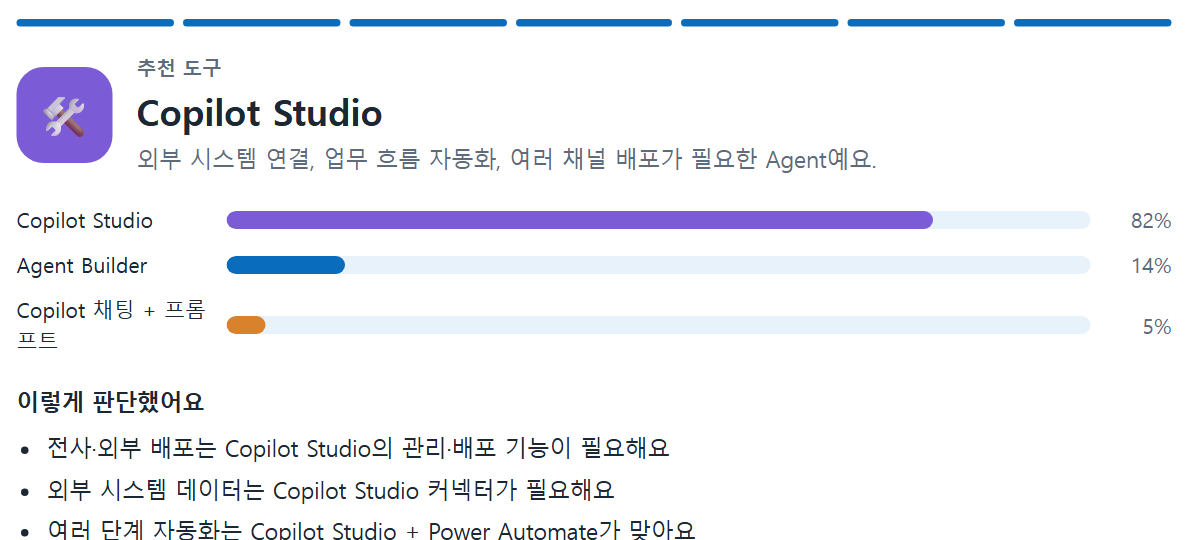 추천 도구
Copilot Studio
외부 시스템 연결, 업무 흐름 자동화, 여러 채널 배포가 필요한 Agent예요.
Copilot Studio 82%
Agent Builder 14%
Copilot 채팅 + 프롬
프트 5%
이렇게 판단했어요
• 전사·외부 배포는 Copilot Studio의 관리·배포 기능이 필요해요
• 외부 시스템 데이터는 Copilot Studio 커넥터가 필요해요
• 여러 단계 자동화는 Copilot Studio + Power Automate가 맞아요